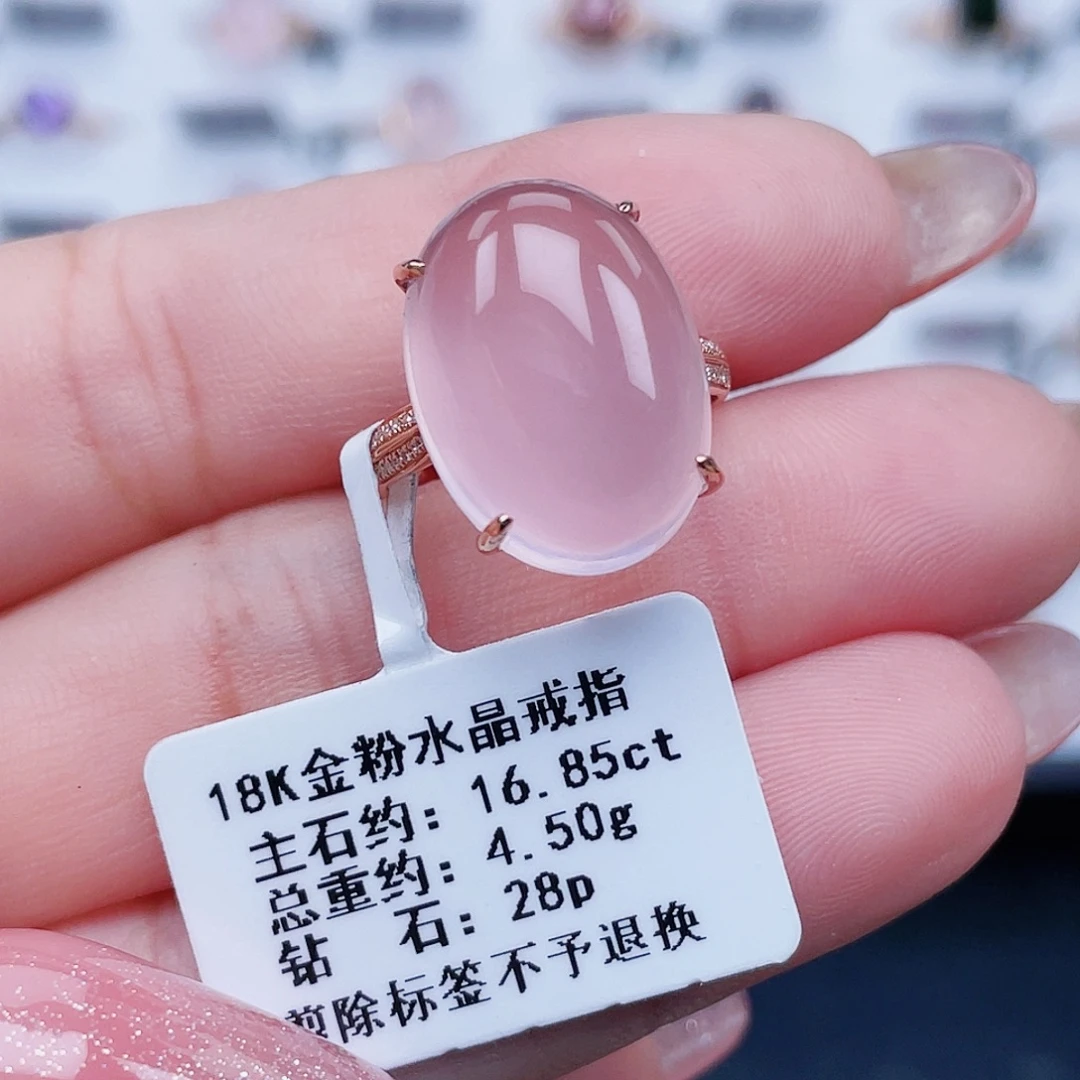 18K金粉水晶戒指
主石约: 16.85ct
总重约: 4.50g
钻 石: 28p
剪除标签不予退换